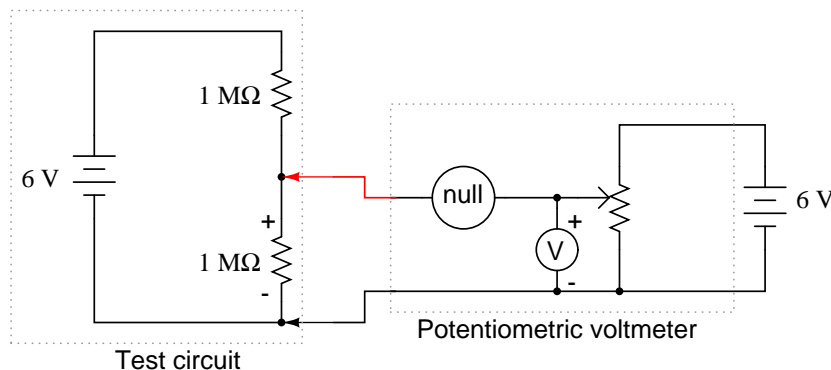 1 MΩ
6 V
+
1 MΩ
-
Test circuit
null
+
V
-
6 V
Potentiometric voltmeter